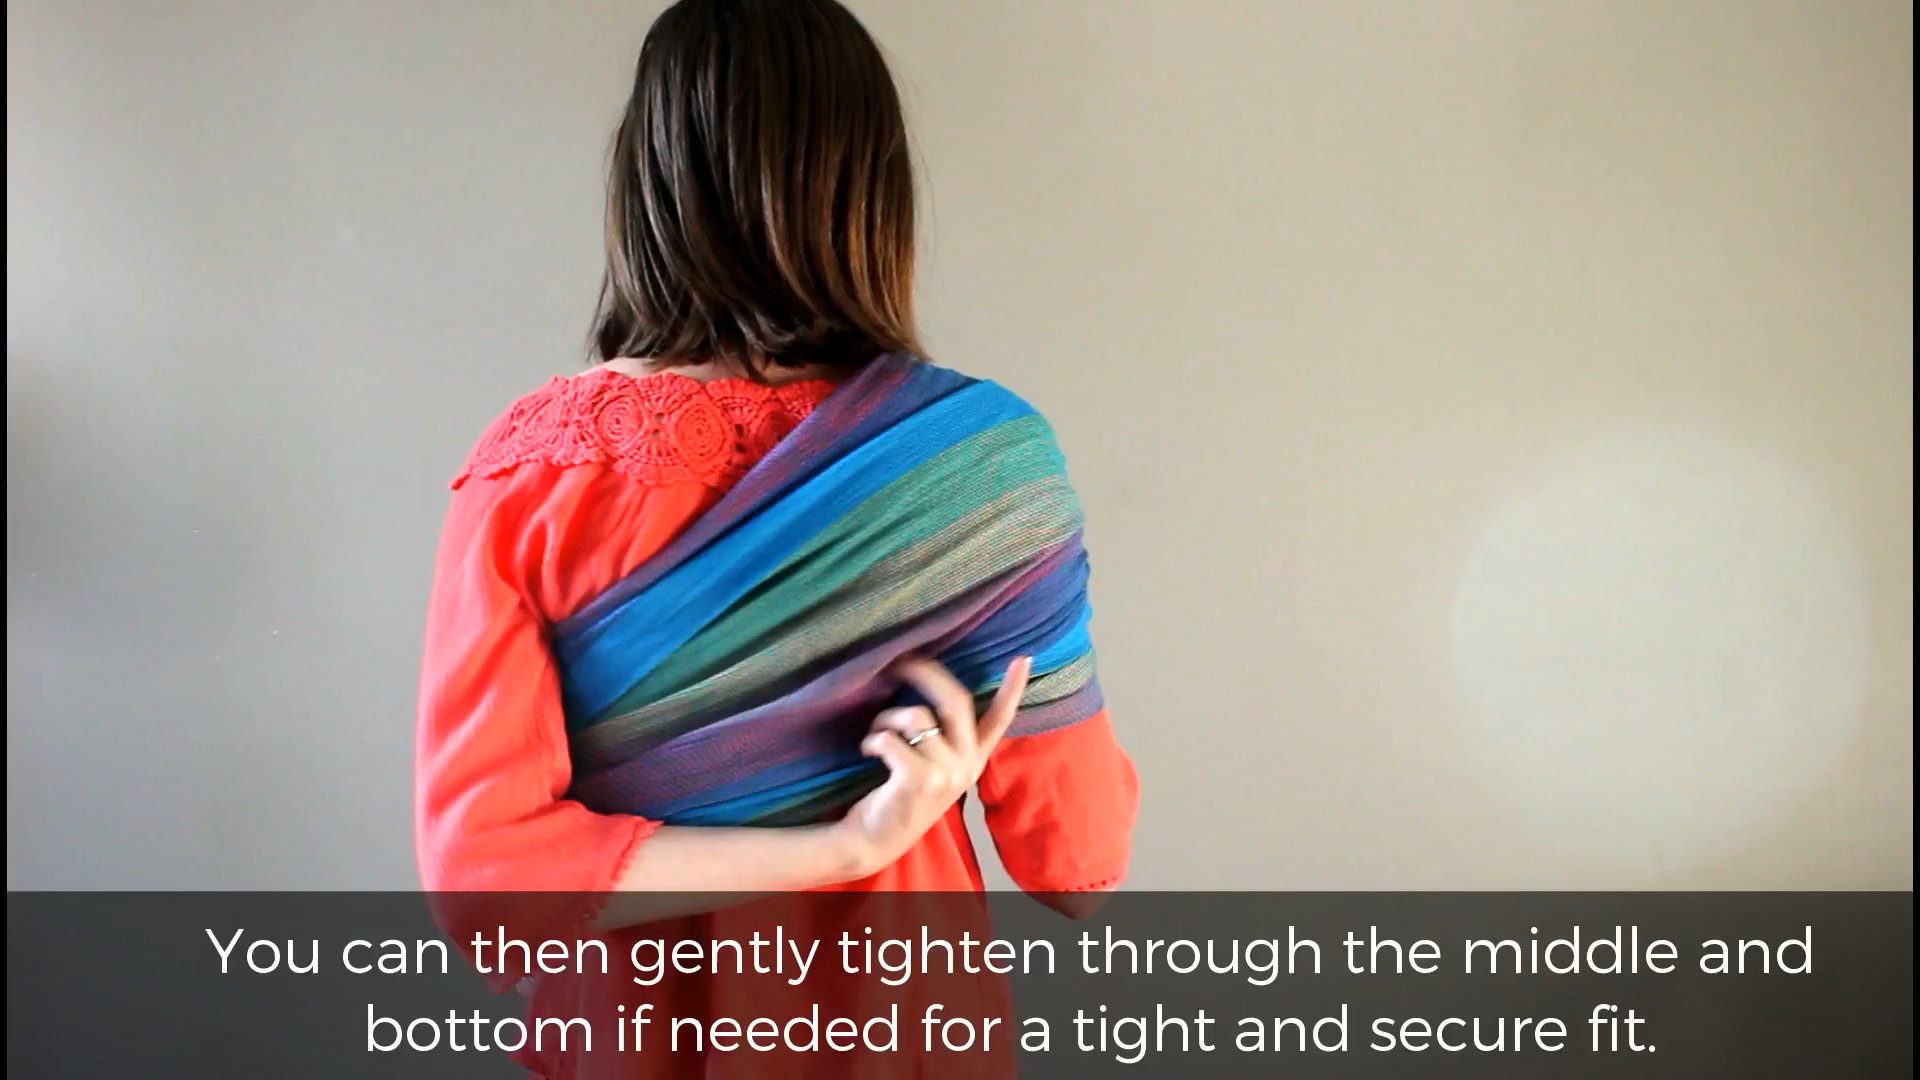 You can then gently tighten through the middle and
bottom if needed for a tight and secure fit.